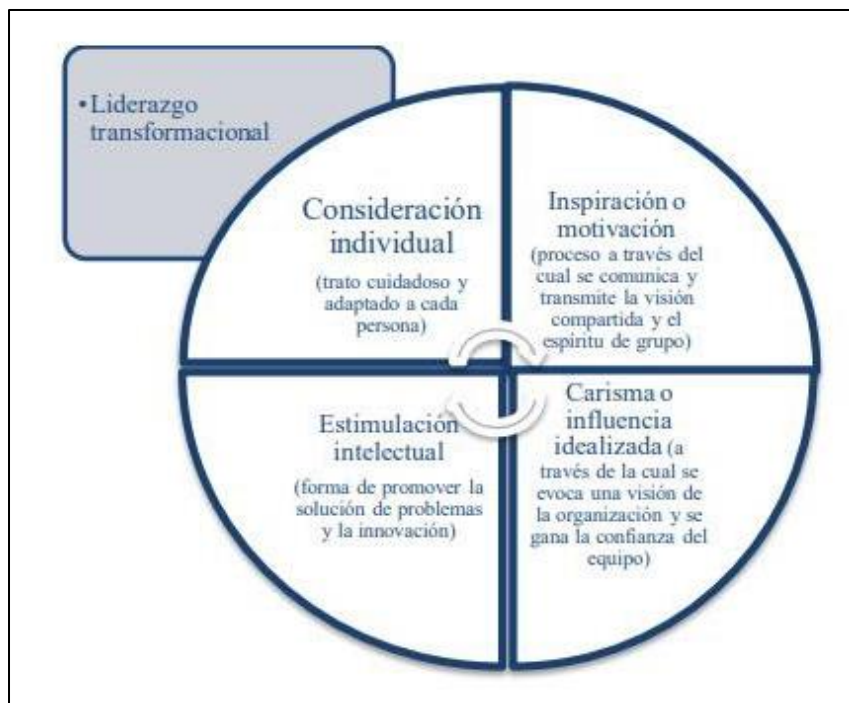 •Liderazgo
transformacional
Consideración
individual
(trato cuidadoso y
adaptado a cada
persona)
Inspiración o
motivación
(proceso a través del
cual se comunica y
transmite la visión
compartida y el
espíritu de grupo)
Estimulación
intelectual
(forma de promover la
solución de problemas
y la innovación)
Carisma o
influencia
idealizada (a
través de la cual se
evoca una visión de
la organización y se
gana la confianza del
equipo)